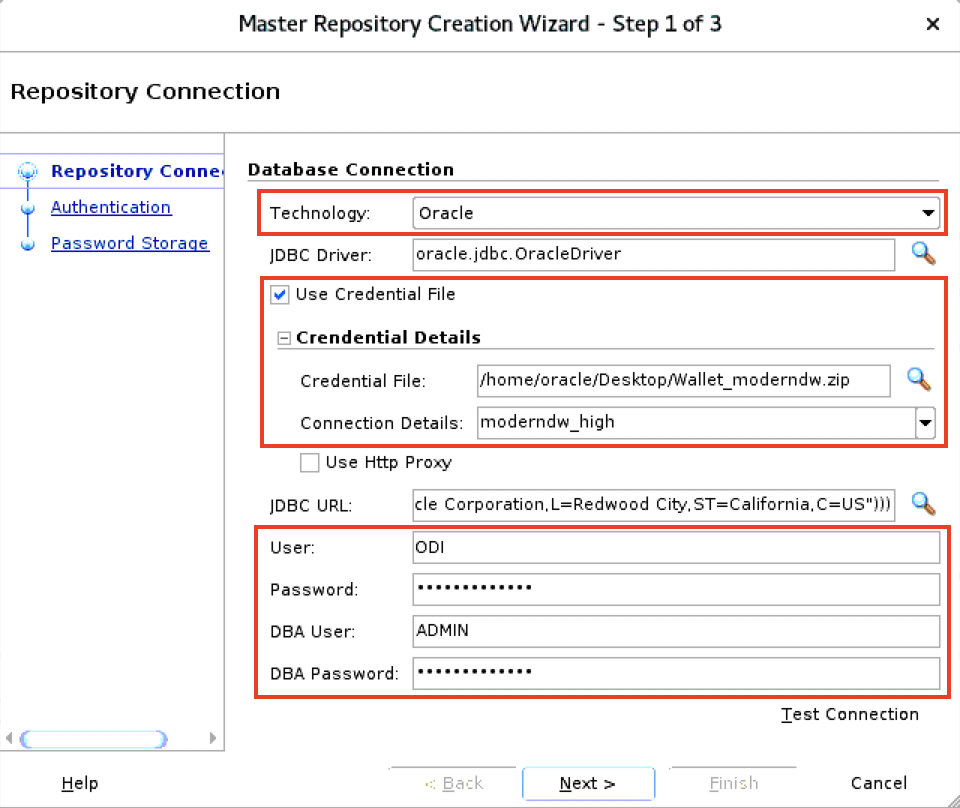 Master Repository Creation Wizard - Step 1 of 3
Repository Connection
Repository Conne
Authentication
Password Storage
Database Connection
Technology: Oracle
JDBC Driver: oracle.jdbc.OracleDriver
Use Credential File
Crendential Details
Credential File: /home/oracle/Desktop/Wallet_moderndw.zip
Connection Details: moderndw_high
Use Http Proxy
JDBC URL: cle Corporation,L=Redwood City,ST=California,C=US")))
User: ODI
Password: •••••••••••••
DBA User: ADMIN
DBA Password: •••••••••••••
Test Connection
Help < Back Next > Finish Cancel